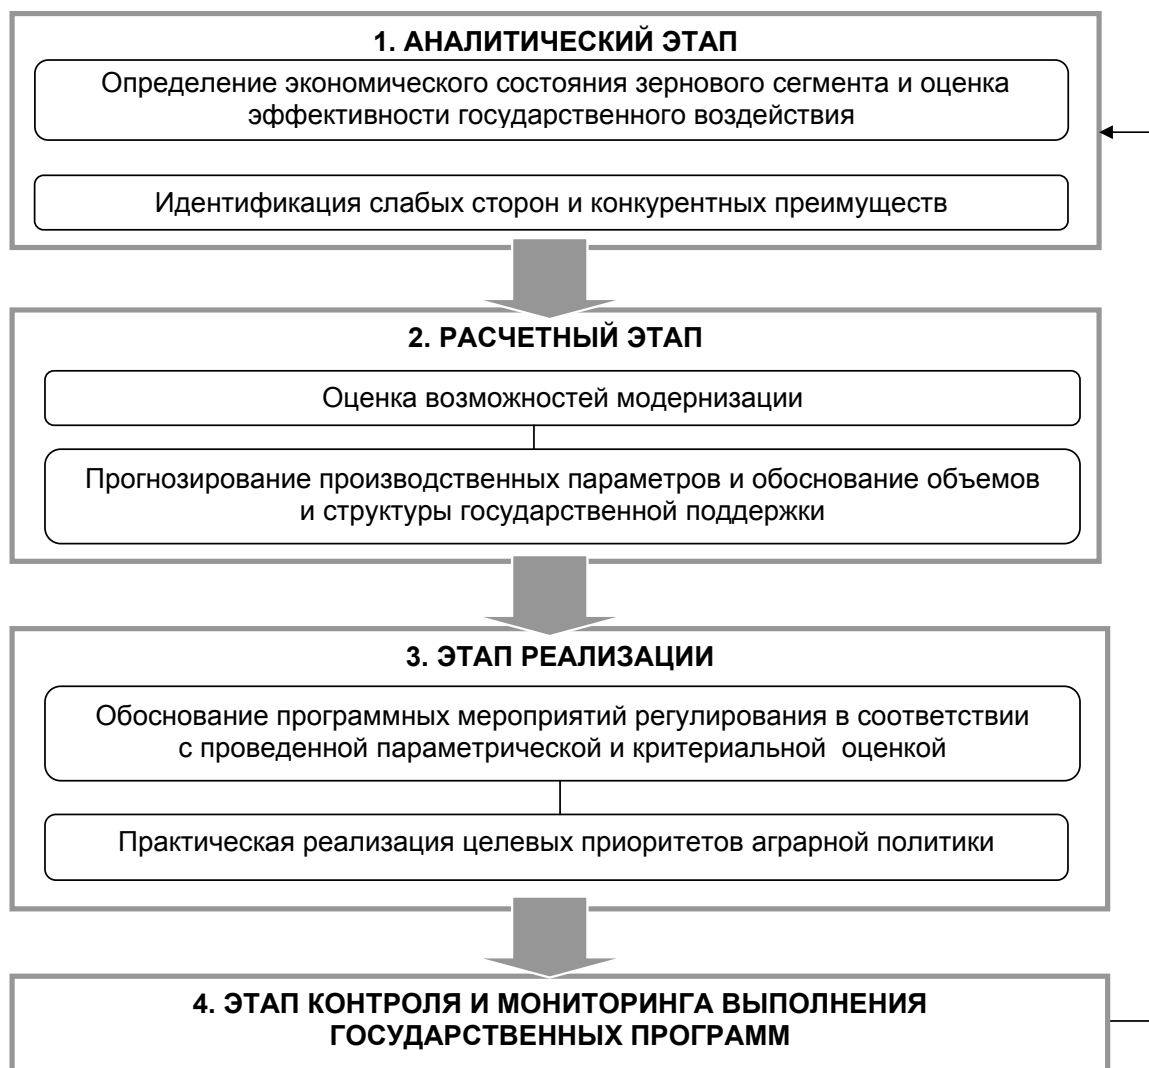 1. АНАЛИТИЧЕСКИЙ ЭТАП
Определение экономического состояния зернового сегмента и оценка
эффективности государственного воздействия
Идентификация слабых сторон и конкурентных преимуществ
2. РАСЧЕТНЫЙ ЭТАП
Оценка возможностей модернизации
Прогнозирование производственных параметров и обоснование объемов
и структуры государственной поддержки
3. ЭТАП РЕАЛИЗАЦИИ
Обоснование программных мероприятий регулирования в соответствии
с проведенной параметрической и критериальной оценкой
Практическая реализация целевых приоритетов аграрной политики
4. ЭТАП КОНТРОЛЯ И МОНИТОРИНГА ВЫПОЛНЕНИЯ
ГОСУДАРСТВЕННЫХ ПРОГРАММ